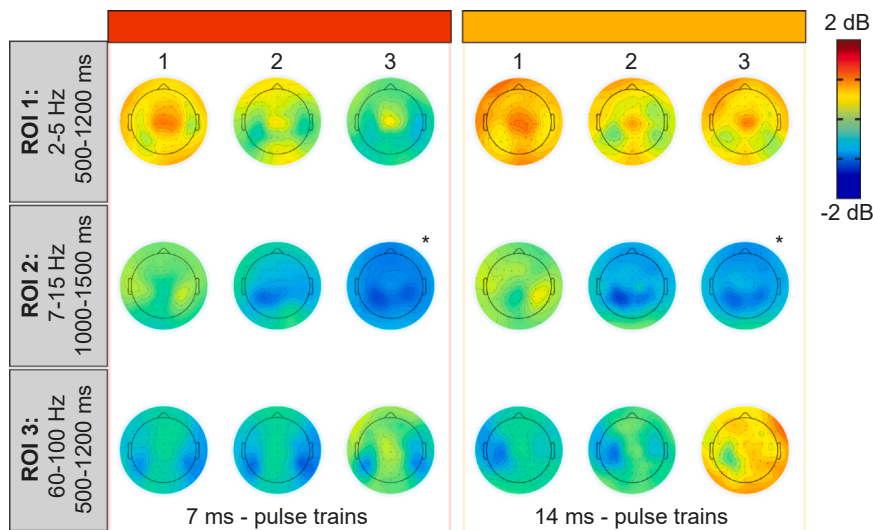 2 dB
1 2 3 1 2 3
ROI 1:
2-5 Hz
500-1200 ms
-2 dB
*
*
ROI 2:
7-15 Hz
1000-1500 ms
ROI 3:
60-100 Hz
500-1200 ms
7 ms - pulse trains
14 ms - pulse trains